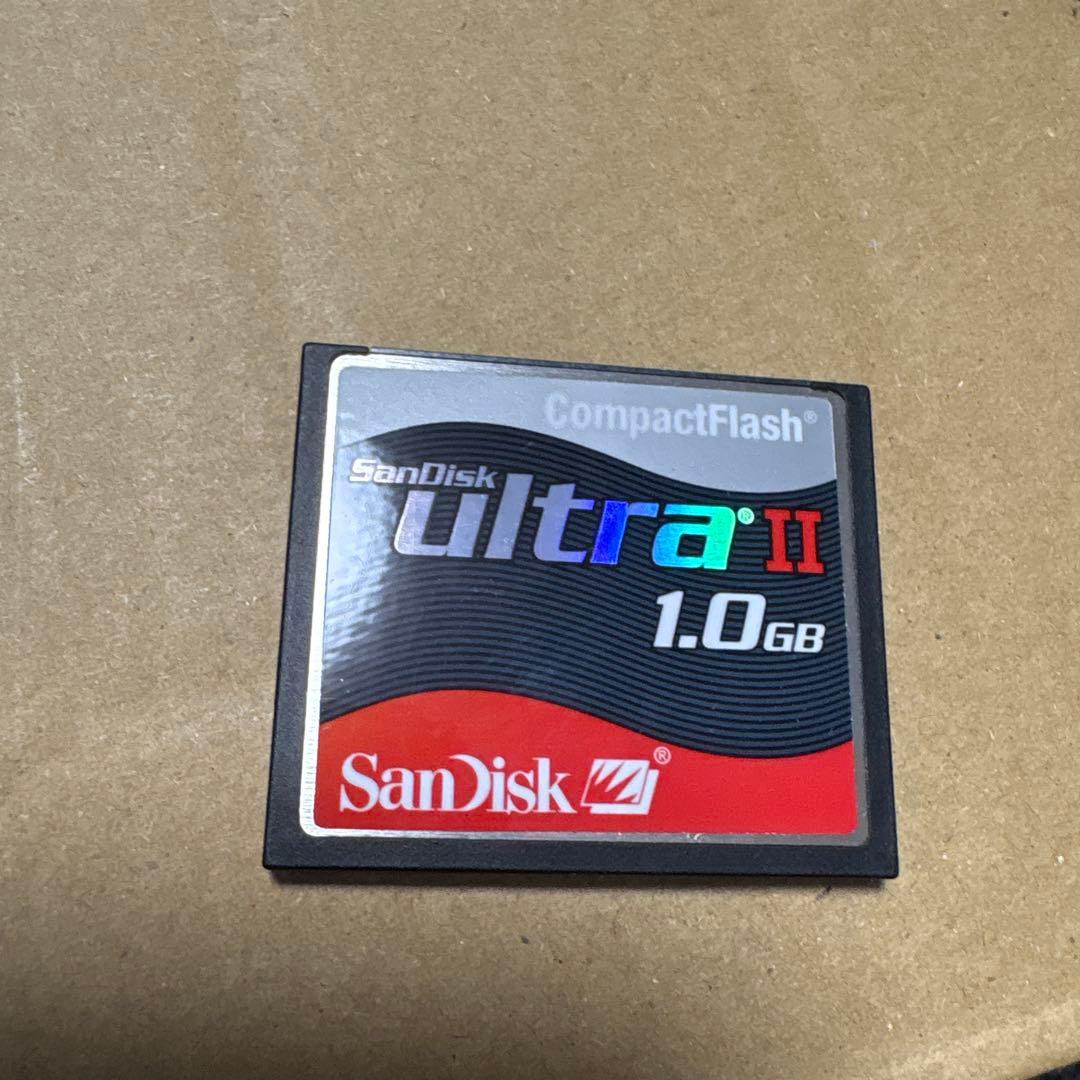 CompactFlash®
SanDisk
ultra® II
1.0GB
SanDisk®